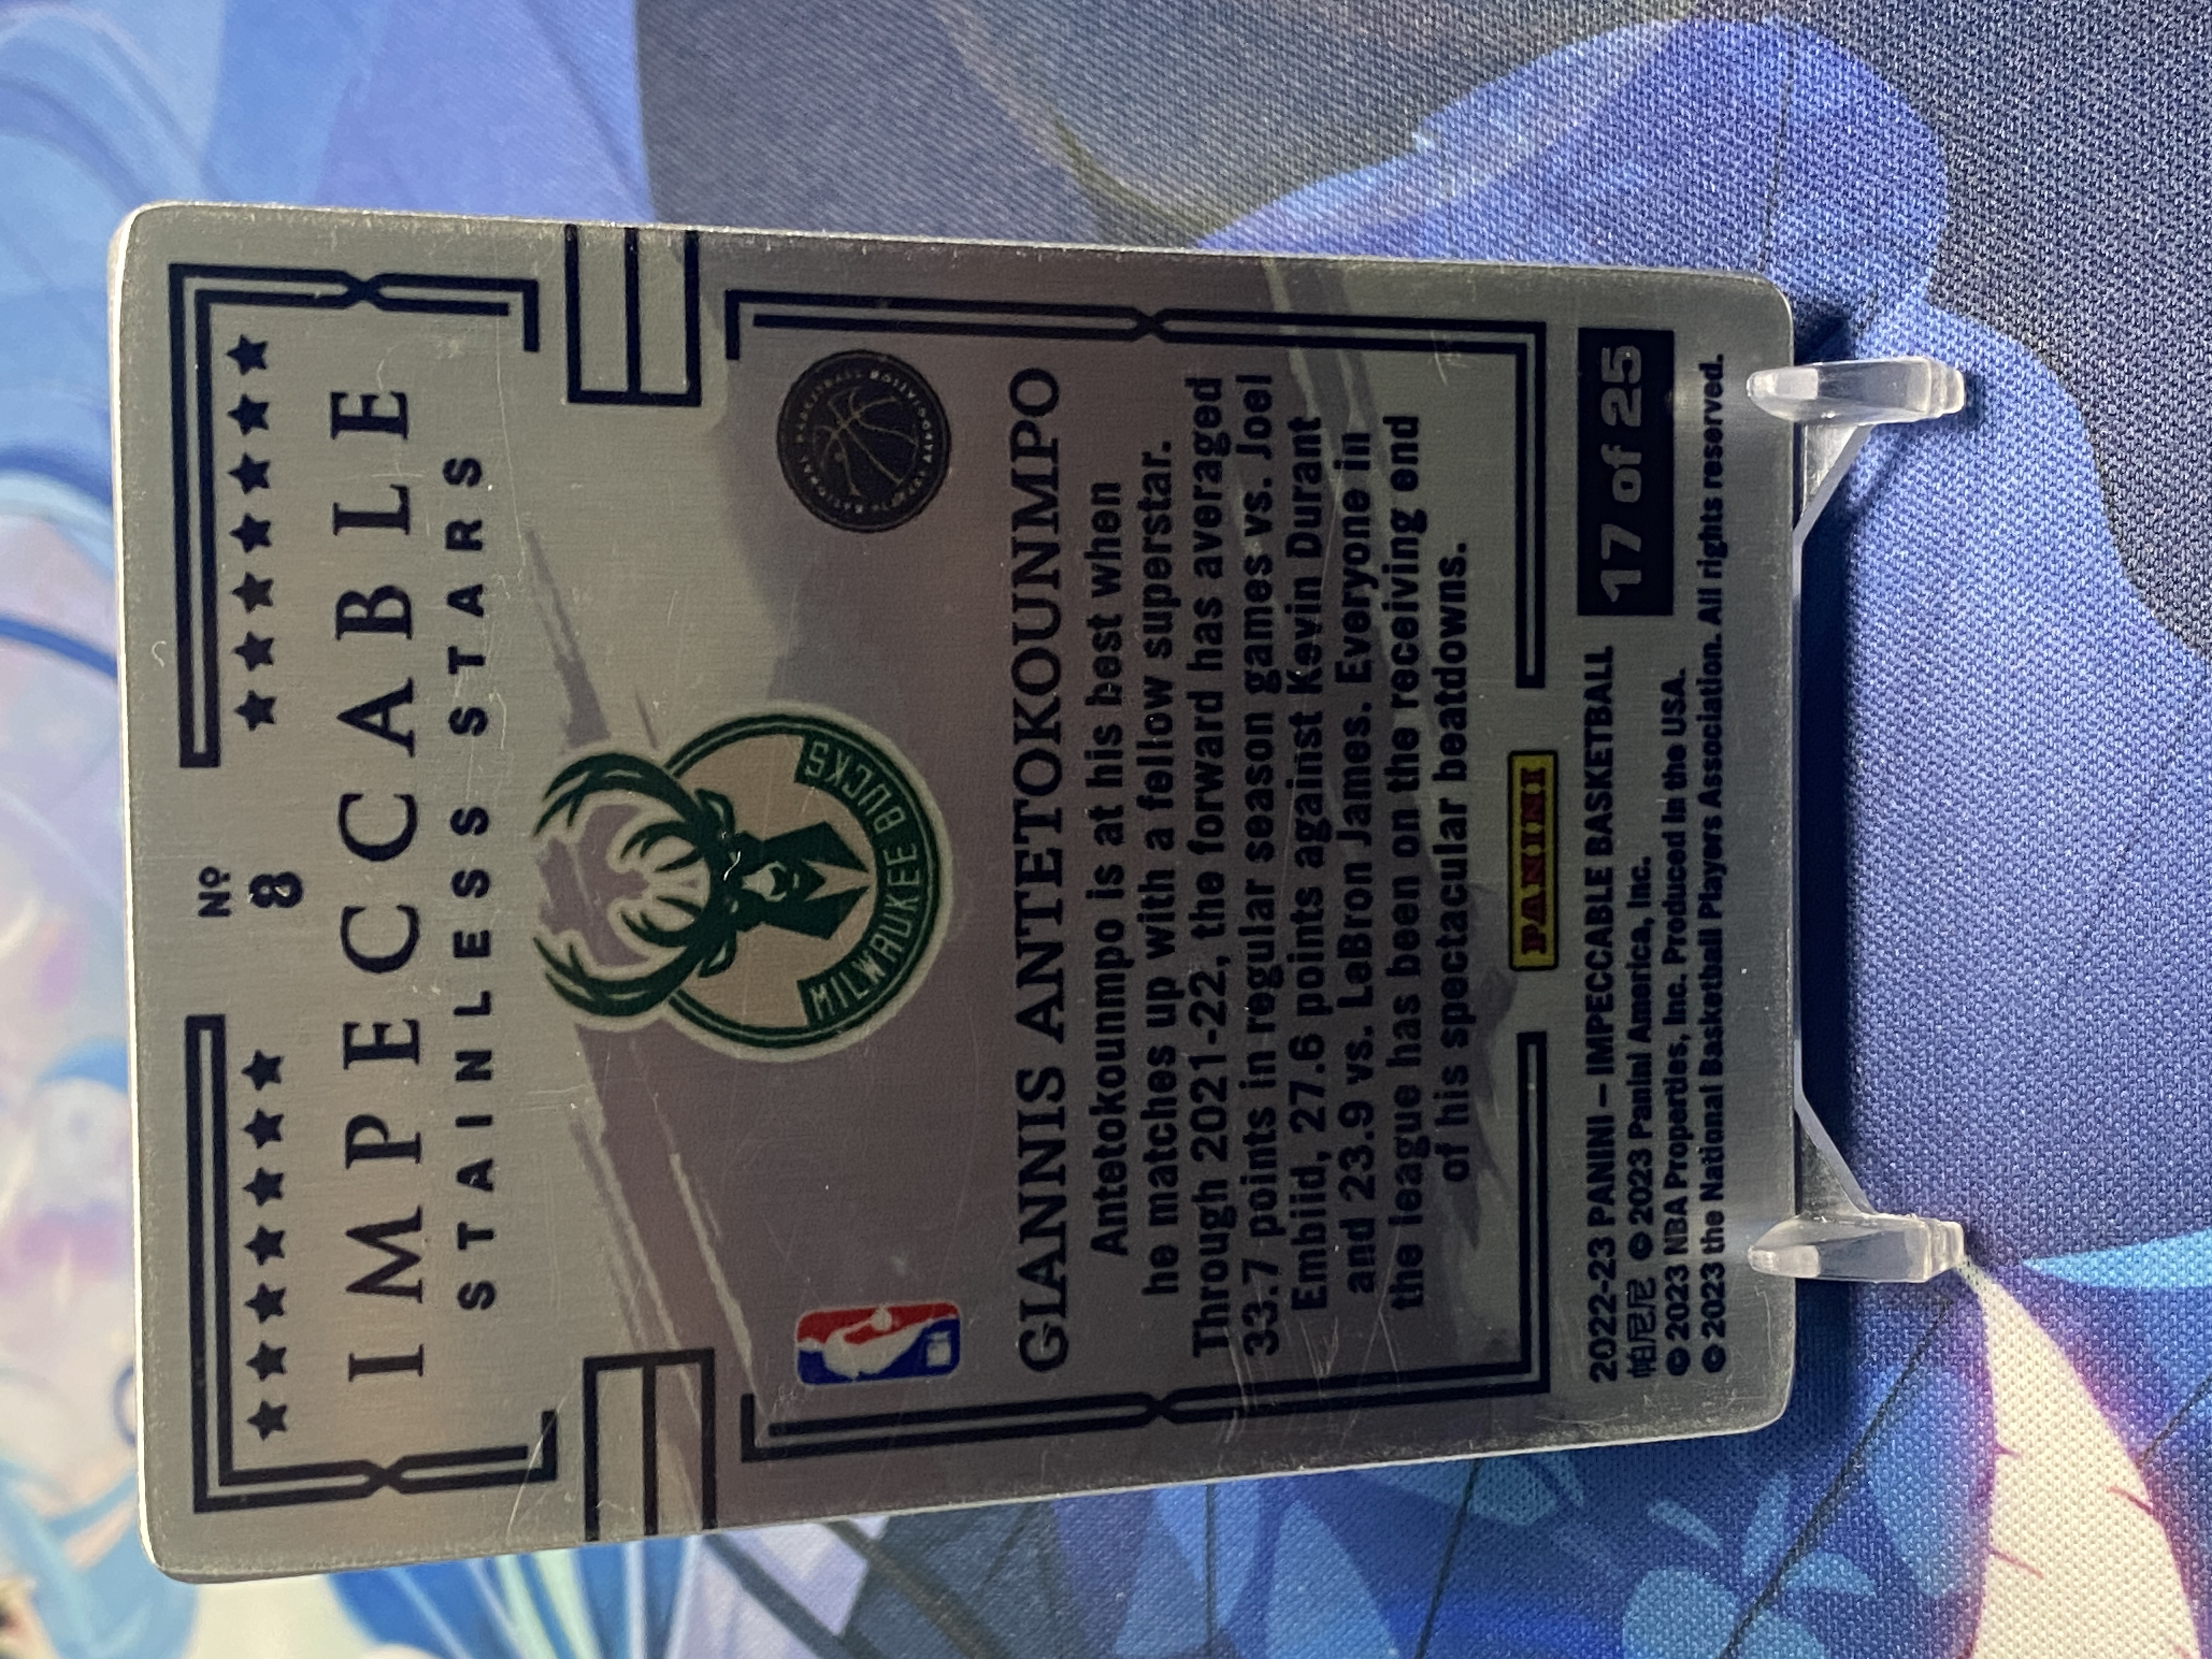 Nº
8
IMPECCABLE
STAINLESS STARS
MILWAUKEE BUCKS
GIANNIS ANTETOKOUNMPO
Antetokounmpo is at his best when
he matches up with a fellow superstar.
Through 2021-22, the forward has averaged
33.7 points in regular season games vs. Joel
Embiid, 27.6 points against Kevin Durant
and 23.9 vs. LeBron James. Everyone in
the league has been on the receiving end
of his spectacular beatdowns.
PANINI
2022-23 PANINI – IMPECCABLE BASKETBALL
帕尼尼 © 2023 Panini America, Inc.
© 2023 NBA Properties, Inc. Produced in the USA.
© 2023 the National Basketball Players Association. All rights reserved.
17 of 25